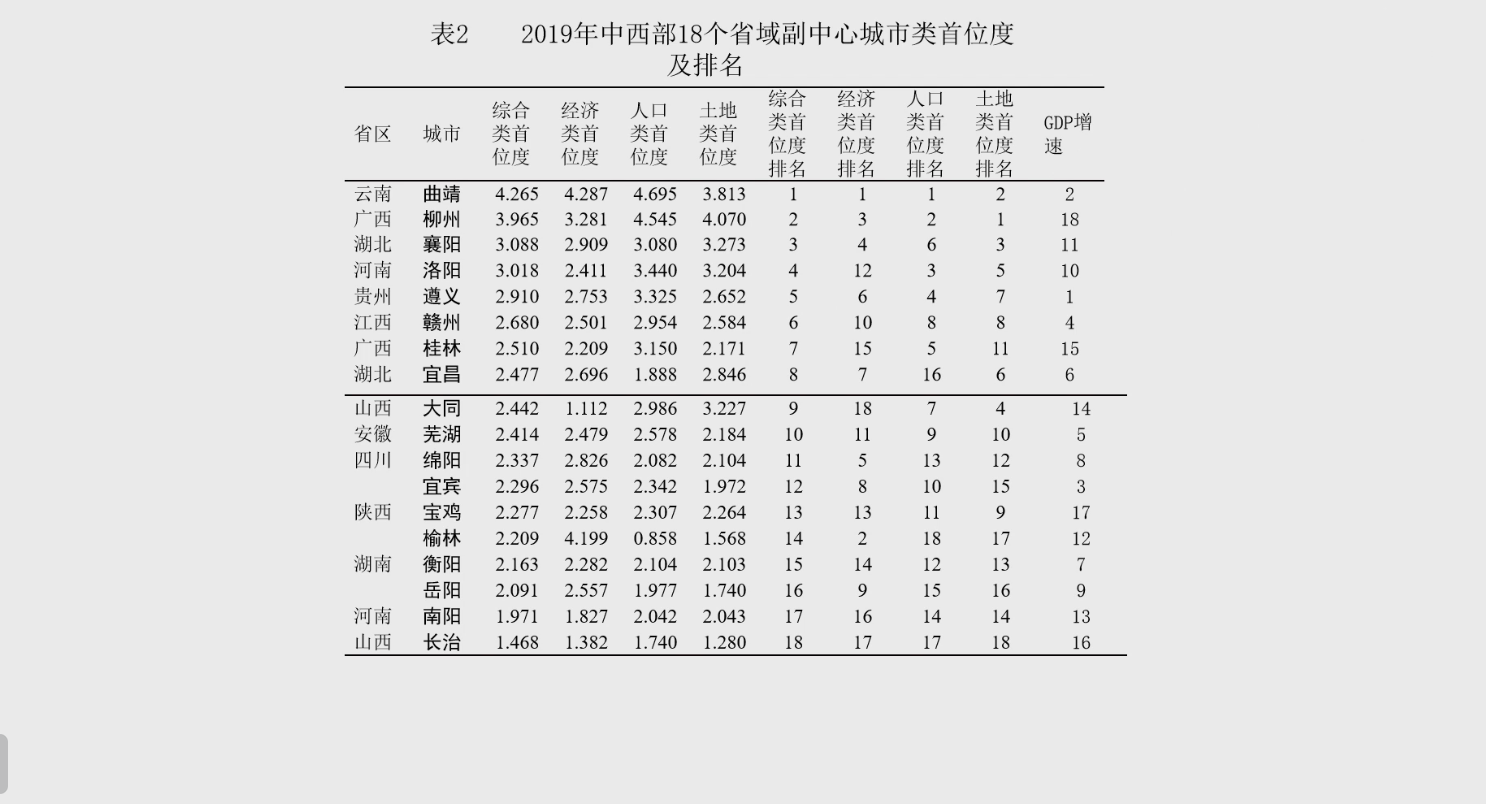 表2 2019年中西部18个省域副中心城市类首位度
及排名
省区 城市 综合类首位度 经济类首位度 人口类首位度 土地类首位度 综合类首位度排名 经济类首位度排名 人口类首位度排名 土地类首位度排名 GDP增速
云南 曲靖 4.265 4.287 4.695 3.813 1 1 1 2 2
广西 柳州 3.965 3.281 4.545 4.070 2 3 2 1 18
湖北 襄阳 3.088 2.909 3.080 3.273 3 4 6 3 11
河南 洛阳 3.018 2.411 3.440 3.204 4 12 3 5 10
贵州 遵义 2.910 2.753 3.325 2.652 5 6 4 7 1
江西 赣州 2.680 2.501 2.954 2.584 6 10 8 8 4
广西 桂林 2.510 2.209 3.150 2.171 7 15 5 11 15
湖北 宜昌 2.477 2.696 1.888 2.846 8 7 16 6 6
山西 大同 2.442 1.112 2.986 3.227 9 18 7 4 14
安徽 芜湖 2.414 2.479 2.578 2.184 10 11 9 10 5
四川 绵阳 2.337 2.826 2.082 2.104 11 5 13 12 8
宜宾 2.296 2.575 2.342 1.972 12 8 10 15 3
陕西 宝鸡 2.277 2.258 2.307 2.264 13 13 11 9 17
榆林 2.209 4.199 0.858 1.568 14 2 18 17 12
湖南 衡阳 2.163 2.282 2.104 2.103 15 14 12 13 7
岳阳 2.091 2.557 1.977 1.740 16 9 15 16 9
河南 南阳 1.971 1.827 2.042 2.043 17 16 14 14 13
山西 长治 1.468 1.382 1.740 1.280 18 17 17 18 16